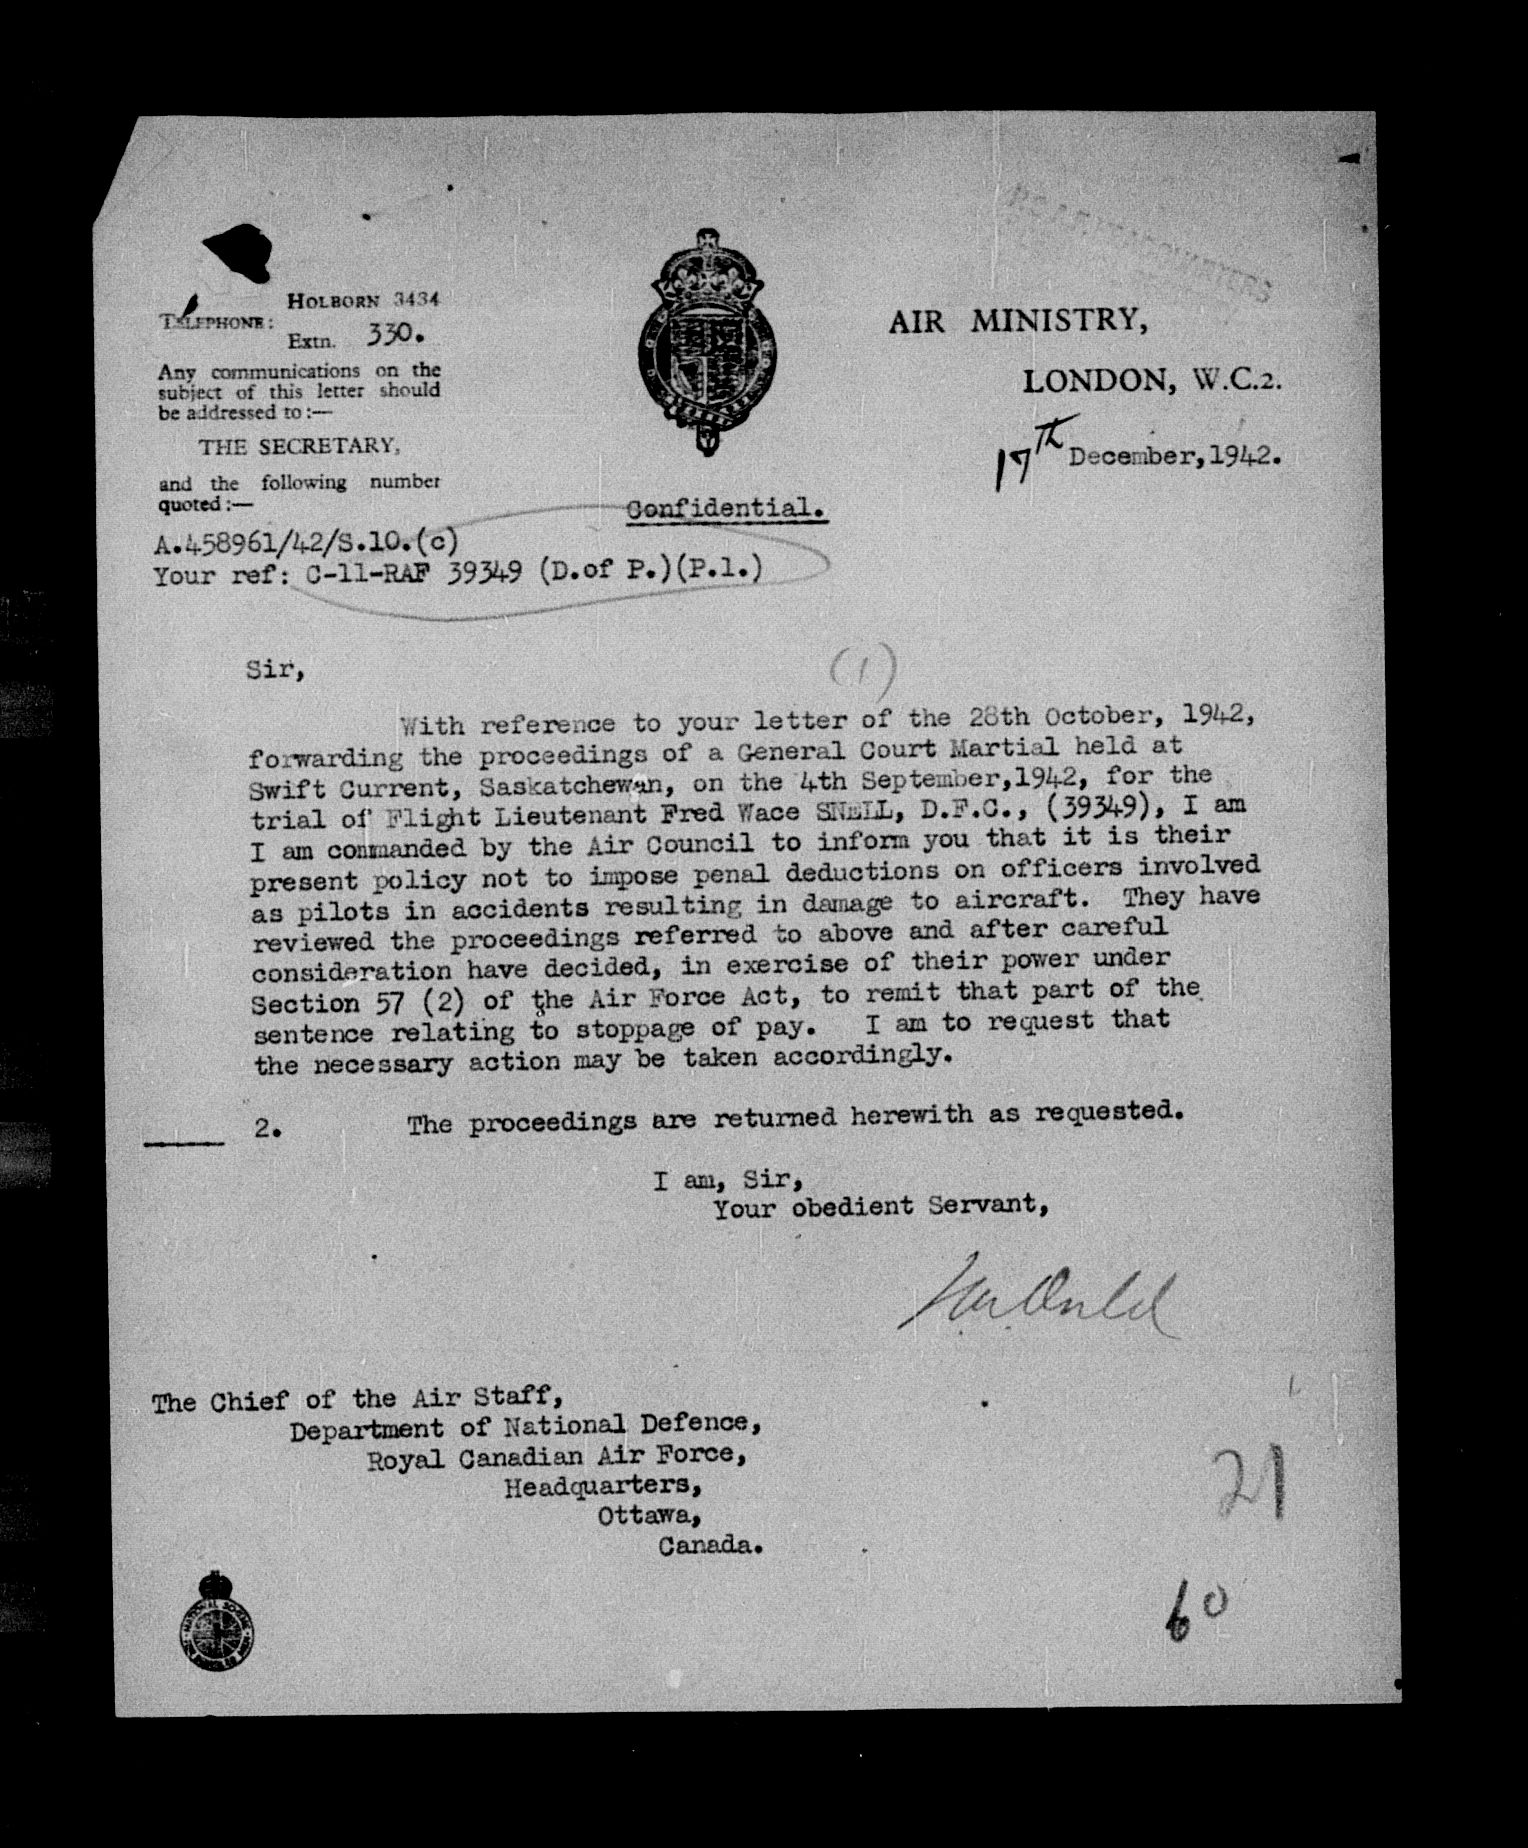 R.C.A.F. HEADQUARTERS
HOLBORN 3434
TELEPHONE:
Extn. 330.
Any communications on the
subject of this letter should
be addressed to :—
THE SECRETARY,
and the following number
quoted :—
A.458961/42/S.10.(c)
Your ref: C-11-RAF 39349 (D.of P.)(P.1.)
AIR MINISTRY,
LONDON, W.C.2.
17th December,1942.
Confidential.
Sir,
(1)
With reference to your letter of the 28th October, 1942,
forwarding the proceedings of a General Court Martial held at
Swift Current, Saskatchewan, on the 4th September,1942, for the
trial of Flight Lieutenant Fred Wace SNELL, D.F.C., (39349), I am
I am commanded by the Air Council to inform you that it is their
present policy not to impose penal deductions on officers involved
as pilots in accidents resulting in damage to aircraft. They have
reviewed the proceedings referred to above and after careful
consideration have decided, in exercise of their power under
Section 57 (2) of the Air Force Act, to remit that part of the
sentence relating to stoppage of pay. I am to request that
the necessary action may be taken accordingly.
2. The proceedings are returned herewith as requested.
I am, Sir,
Your obedient Servant,
The Chief of the Air Staff,
Department of National Defence,
Royal Canadian Air Force,
Headquarters,
Ottawa,
Canada.
21
60